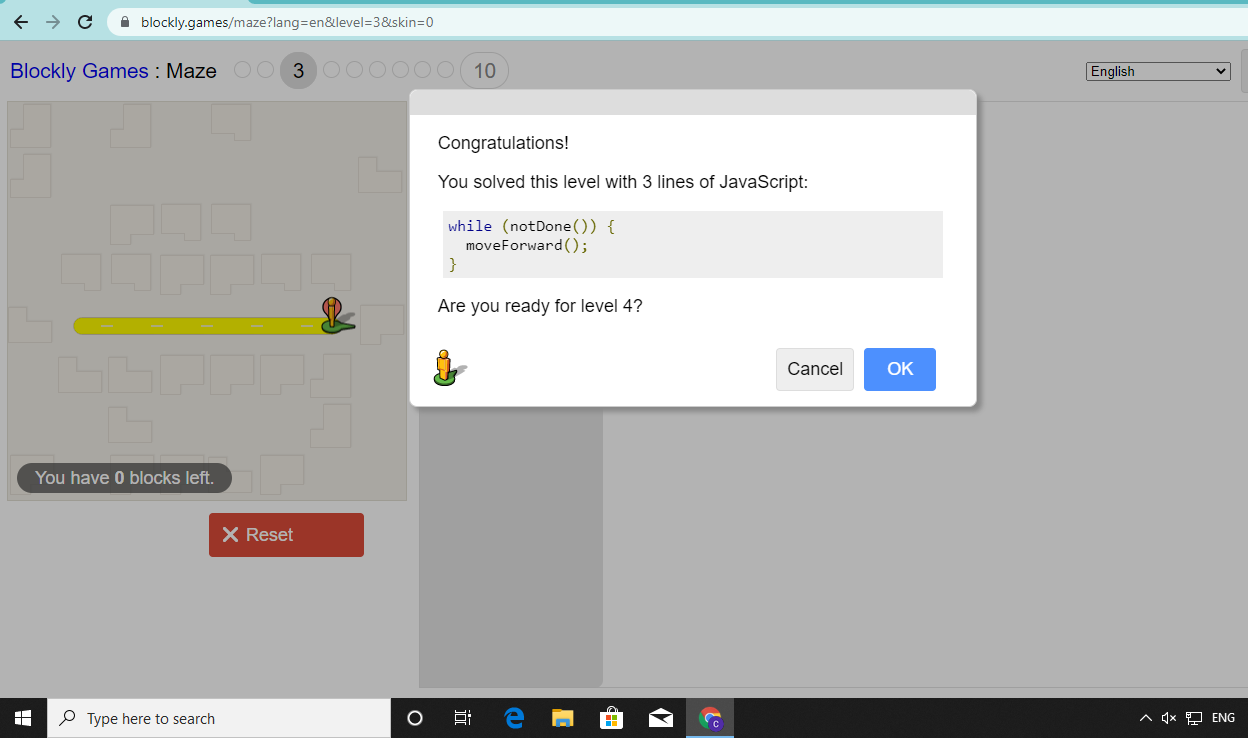 blockly.games/maze?lang=en&level=3&skin=0
Blockly Games : Maze 3 10
English
Congratulations!
You solved this level with 3 lines of JavaScript:
while (notDone()) {
moveForward();
}
Are you ready for level 4?
Cancel OK
You have 0 blocks left.
Reset
Type here to search
C
ENG